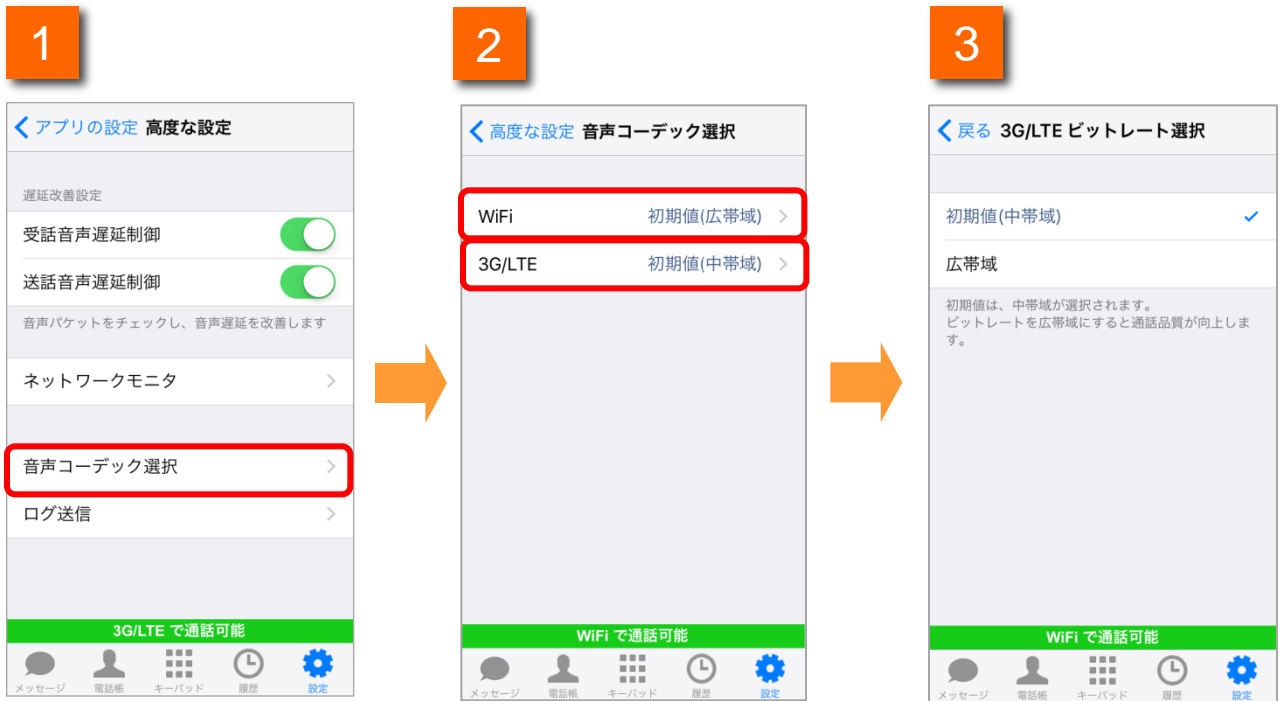 1
アプリの設定 高度な設定
遅延改善設定
受話音声遅延制御
送話音声遅延制御
音声パケットをチェックし、音声遅延を改善します
ネットワークモニタ
音声コーデック選択
ログ送信
3G/LTE で通話可能
メッセージ 電話帳 キーパッド 履歴 設定
2
高度な設定 音声コーデック選択
WiFi 初期値(広帯域)
3G/LTE 初期値(中帯域)
WiFi で通話可能
メッセージ 電話帳 キーパッド 履歴 設定
3
戻る 3G/LTE ビットレート選択
初期値(中帯域)
広帯域
初期値は、中帯域が選択されます。
ビットレートを広帯域にすると通話品質が向上しま
す。
WiFi で通話可能
メッセージ 電話帳 キーパッド 履歴 設定